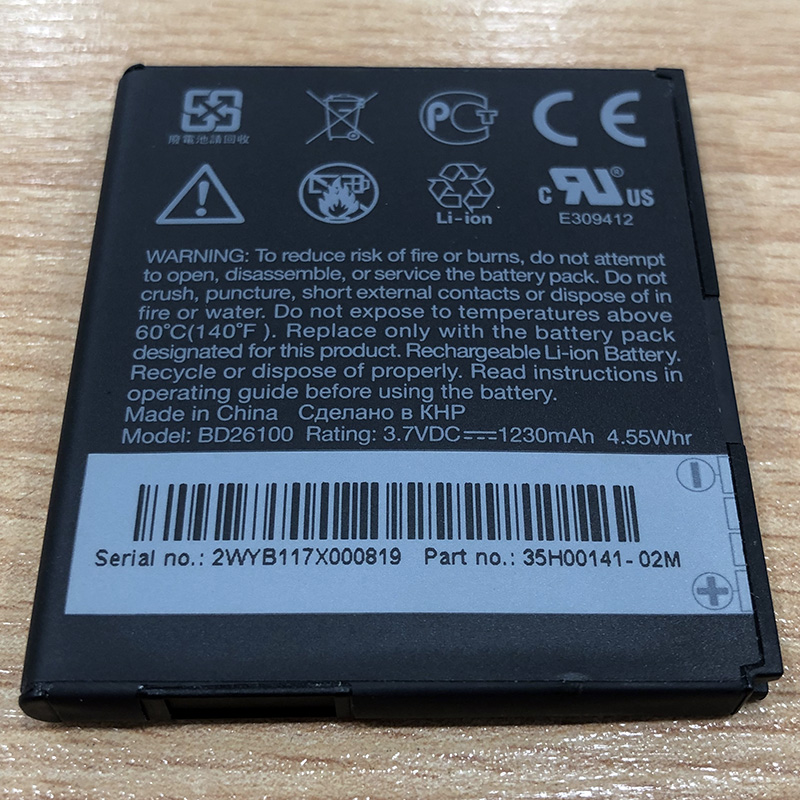 廢電池請回收
PCT
CE
Li-ion
c RU US
E309412
WARNING: To reduce risk of fire or burns, do not attempt
to open, disassemble, or service the battery pack. Do not
crush, puncture, short external contacts or dispose of in
fire or water. Do not expose to temperatures above
60°C(140°F ). Replace only with the battery pack
designated for this product. Rechargeable Li-ion Battery.
Recycle or dispose of properly. Read instructions in
operating guide before using the battery.
Made in China Сделано в КНР
Model: BD26100 Rating: 3.7VDC⎓1230mAh 4.55Whr
Serial no.: 2WYB117X000819 Part no.: 35H00141-02M